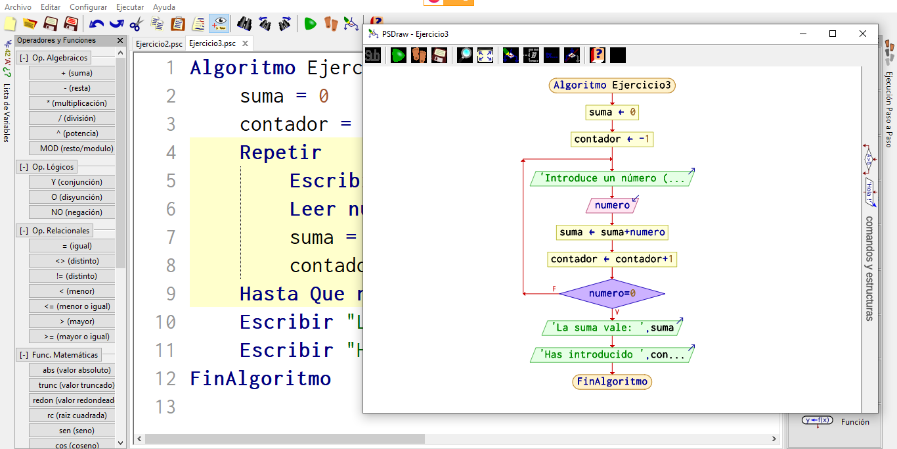 Archivo Editar Configurar Ejecutar Ayuda
Operadores y Funciones
[-] Op. Algebraicos
+ (suma)
- (resta)
* (multiplicación)
/ (división)
^ (potencia)
MOD (resto/modulo)
[-] Op. Lógicos
Y (conjunción)
O (disyunción)
NO (negación)
[-] Op. Relacionales
= (igual)
<> (distinto)
!= (distinto)
< (menor)
<= (menor o igual)
> (mayor)
>= (mayor o igual)
[-] Func. Matemáticas
abs (valor absoluto)
trunc (valor truncado)
redon (valor redondead
rc (raiz cuadrada)
sen (seno)
cos (coseno)
Lista de Variables
Ejercicio2.psc Ejercicio3.psc
1 Algoritmo Ejerc
2 suma = 0
3 contador =
4 Repetir
5 Escrib
6 Leer n
7 suma =
8 contad
9 Hasta Que
10 Escribir "L
11 Escribir "H
12 FinAlgoritmo
13
PSDraw - Ejercicio3
Algoritmo Ejercicio3
suma ← 0
contador ← -1
'Introduce un número (...
numero
suma ← suma+numero
contador ← contador+1
numero=0
F
V
'La suma vale: ',suma
'Has introducido ',con...
FinAlgoritmo
comandos y estructuras
Ejecución Paso a Paso
y=f(x) Función